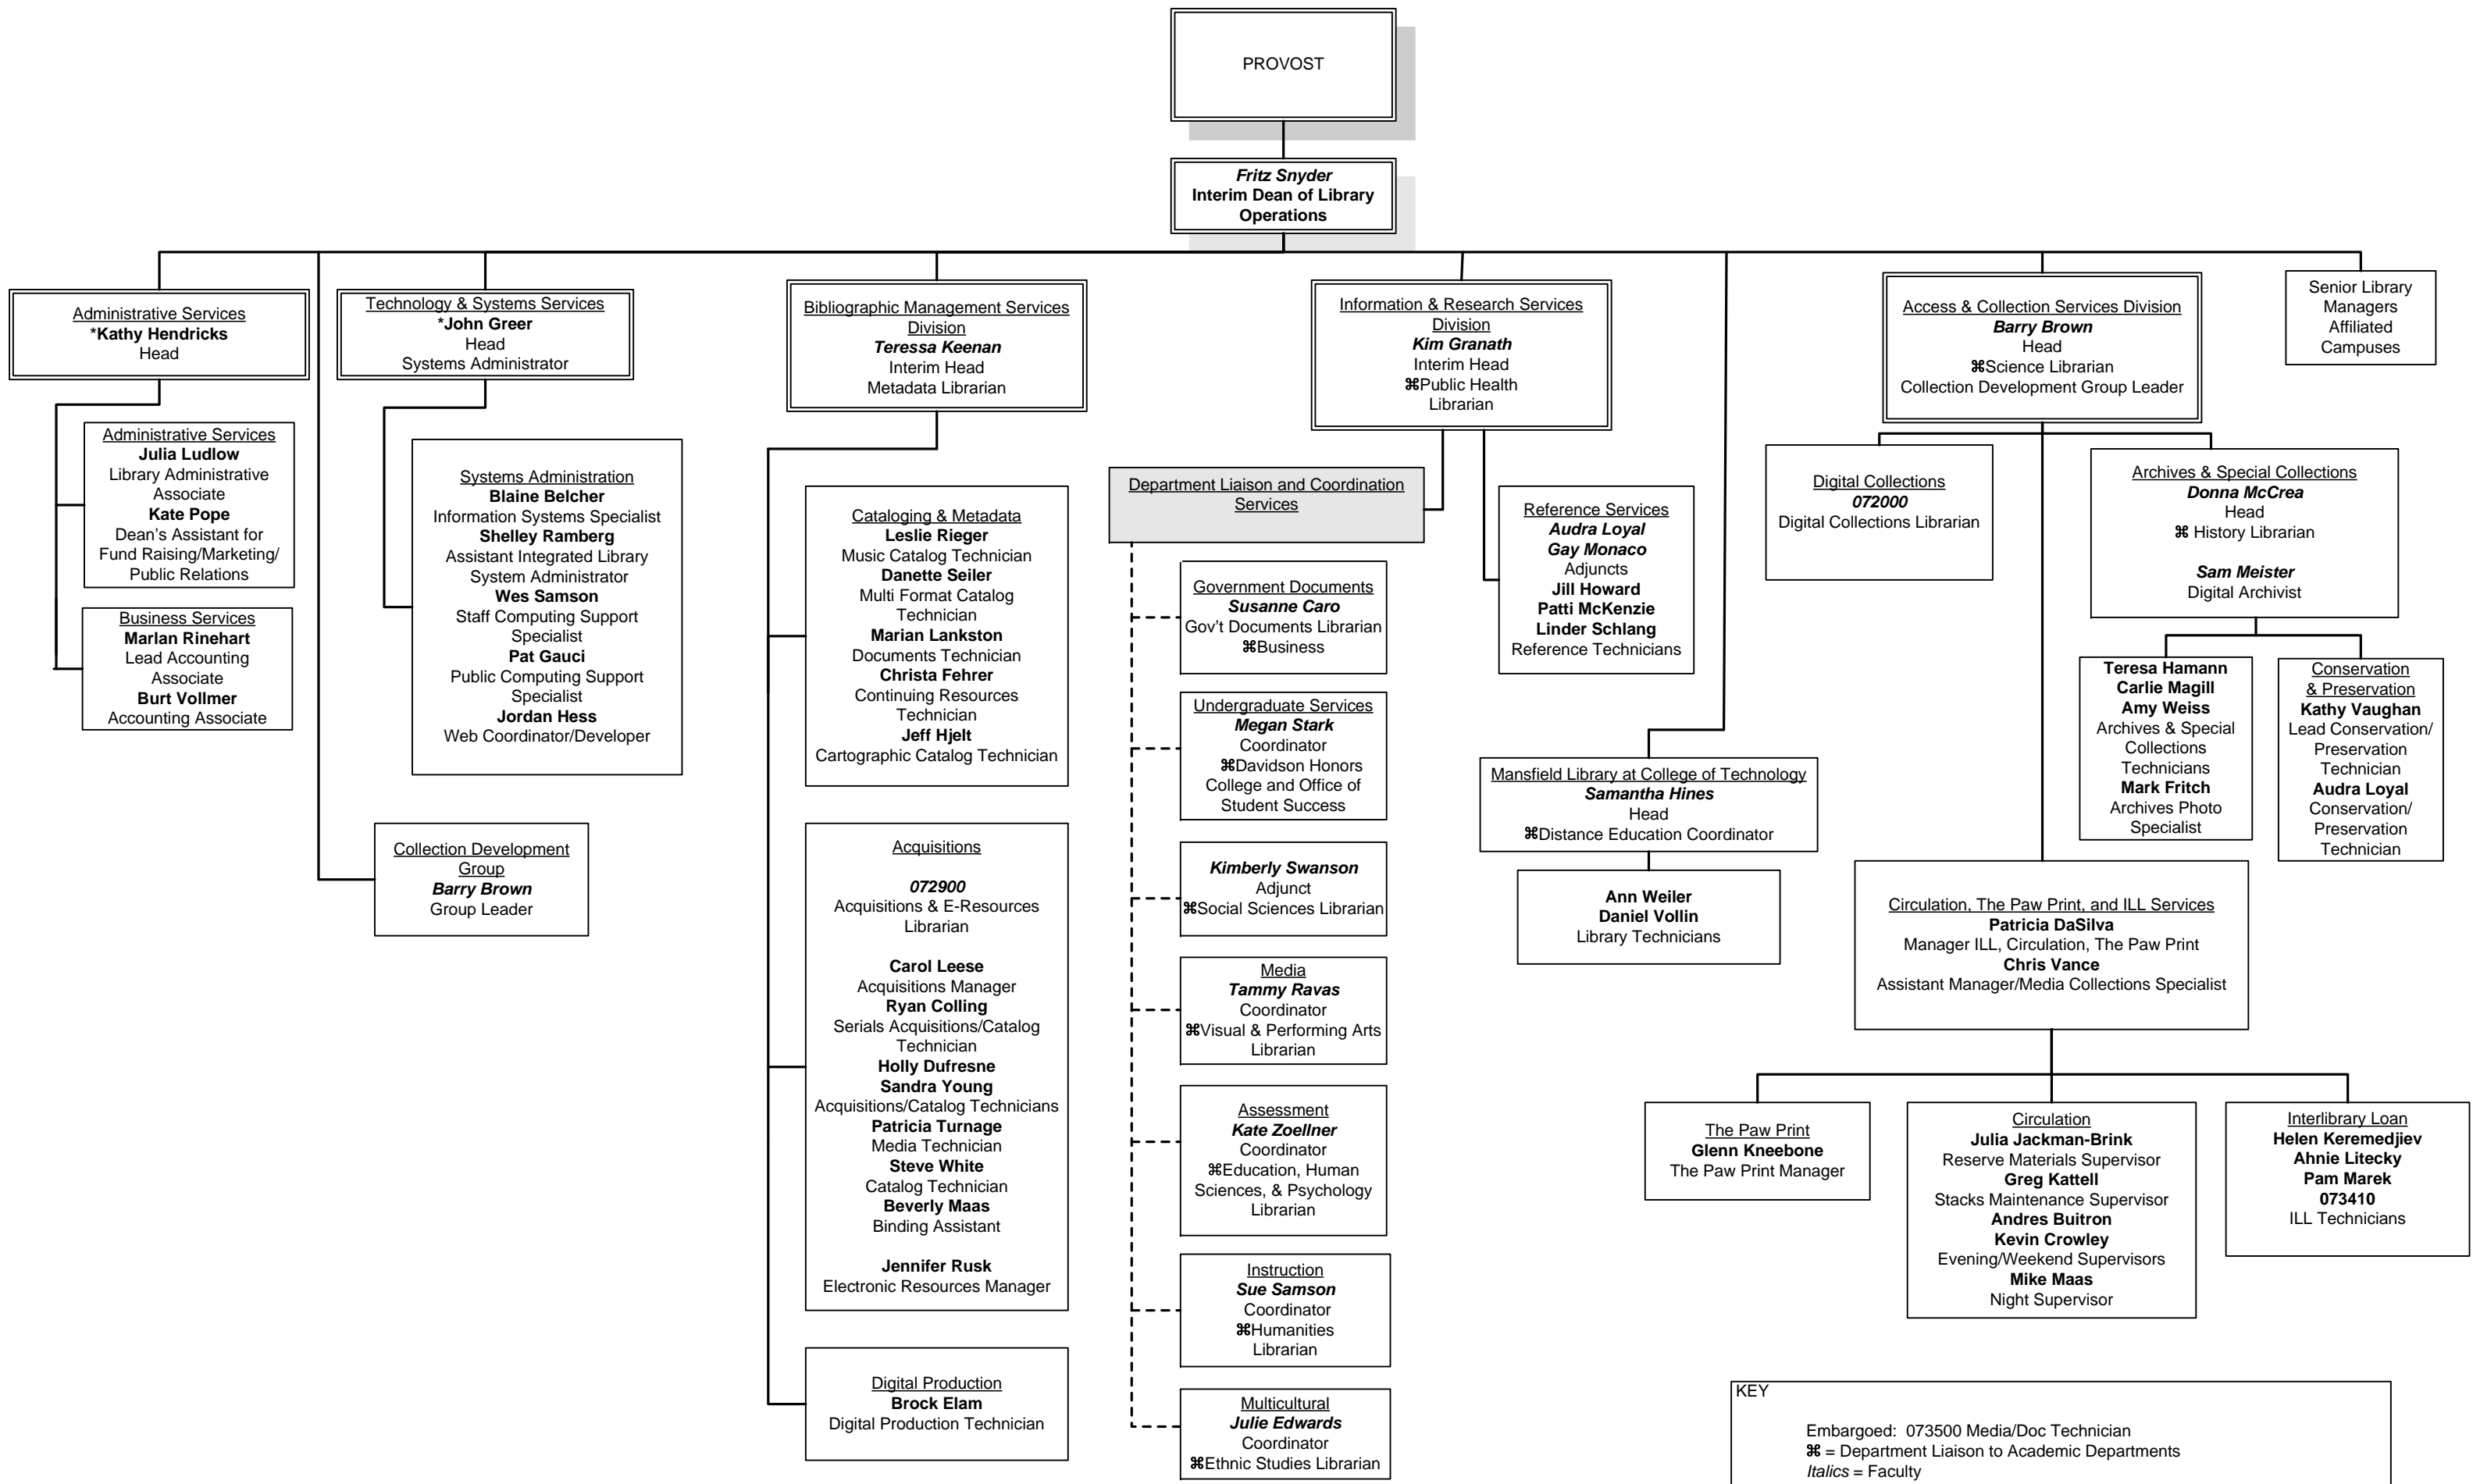 PROVOST
Fritz Snyder
Interim Dean of Library
Operations
Administrative Services
*Kathy Hendricks
Head
Administrative Services
Julia Ludlow
Library Administrative
Associate
Kate Pope
Dean's Assistant for
Fund Raising/Marketing/
Public Relations
Business Services
Marlan Rinehart
Lead Accounting
Associate
Burt Vollmer
Accounting Associate
Technology & Systems Services
*John Greer
Head
Systems Administrator
Systems Administration
Blaine Belcher
Information Systems Specialist
Shelley Ramberg
Assistant Integrated Library
System Administrator
Wes Samson
Staff Computing Support
Specialist
Pat Gauci
Public Computing Support
Specialist
Jordan Hess
Web Coordinator/Developer
Collection Development
Group
Barry Brown
Group Leader
Bibliographic Management Services
Division
Teressa Keenan
Interim Head
Metadata Librarian
Cataloging & Metadata
Leslie Rieger
Music Catalog Technician
Danette Seiler
Multi Format Catalog
Technician
Marian Lankston
Documents Technician
Christa Fehrer
Continuing Resources
Technician
Jeff Hjelt
Cartographic Catalog Technician
Acquisitions
072900
Acquisitions & E-Resources
Librarian
Carol Leese
Acquisitions Manager
Ryan Colling
Serials Acquisitions/Catalog
Technician
Holly Dufresne
Sandra Young
Acquisitions/Catalog Technicians
Patricia Turnage
Media Technician
Steve White
Catalog Technician
Beverly Maas
Binding Assistant
Jennifer Rusk
Electronic Resources Manager
Digital Production
Brock Elam
Digital Production Technician
Information & Research Services
Division
Kim Granath
Interim Head
⌘Public Health
Librarian
Department Liaison and Coordination
Services
Government Documents
Susanne Caro
Gov't Documents Librarian
⌘Business
Undergraduate Services
Megan Stark
Coordinator
⌘Davidson Honors
College and Office of
Student Success
Kimberly Swanson
Adjunct
⌘Social Sciences Librarian
Media
Tammy Ravas
Coordinator
⌘Visual & Performing Arts
Librarian
Assessment
Kate Zoellner
Coordinator
⌘Education, Human
Sciences, & Psychology
Librarian
Instruction
Sue Samson
Coordinator
⌘Humanities
Librarian
Multicultural
Julie Edwards
Coordinator
⌘Ethnic Studies Librarian
Reference Services
Audra Loyal
Gay Monaco
Adjuncts
Jill Howard
Patti McKenzie
Linder Schlang
Reference Technicians
Mansfield Library at College of Technology
Samantha Hines
Head
⌘Distance Education Coordinator
Ann Weiler
Daniel Vollin
Library Technicians
Access & Collection Services Division
Barry Brown
Head
⌘Science Librarian
Collection Development Group Leader
Digital Collections
072000
Digital Collections Librarian
Archives & Special Collections
Donna McCrea
Head
⌘ History Librarian
Sam Meister
Digital Archivist
Teresa Hamann
Carlie Magill
Amy Weiss
Archives & Special
Collections
Technicians
Mark Fritch
Archives Photo
Specialist
Conservation
& Preservation
Kathy Vaughan
Lead Conservation/
Preservation
Technician
Audra Loyal
Conservation/
Preservation
Technician
Circulation, The Paw Print, and ILL Services
Patricia DaSilva
Manager ILL, Circulation, The Paw Print
Chris Vance
Assistant Manager/Media Collections Specialist
The Paw Print
Glenn Kneebone
The Paw Print Manager
Circulation
Julia Jackman-Brink
Reserve Materials Supervisor
Greg Kattell
Stacks Maintenance Supervisor
Andres Buitron
Kevin Crowley
Evening/Weekend Supervisors
Mike Maas
Night Supervisor
Interlibrary Loan
Helen Keremedjiev
Ahnie Litecky
Pam Marek
073410
ILL Technicians
Senior Library
Managers
Affiliated
Campuses
KEY
Embargoed: 073500 Media/Doc Technician
⌘ = Department Liaison to Academic Departments
Italics = Faculty